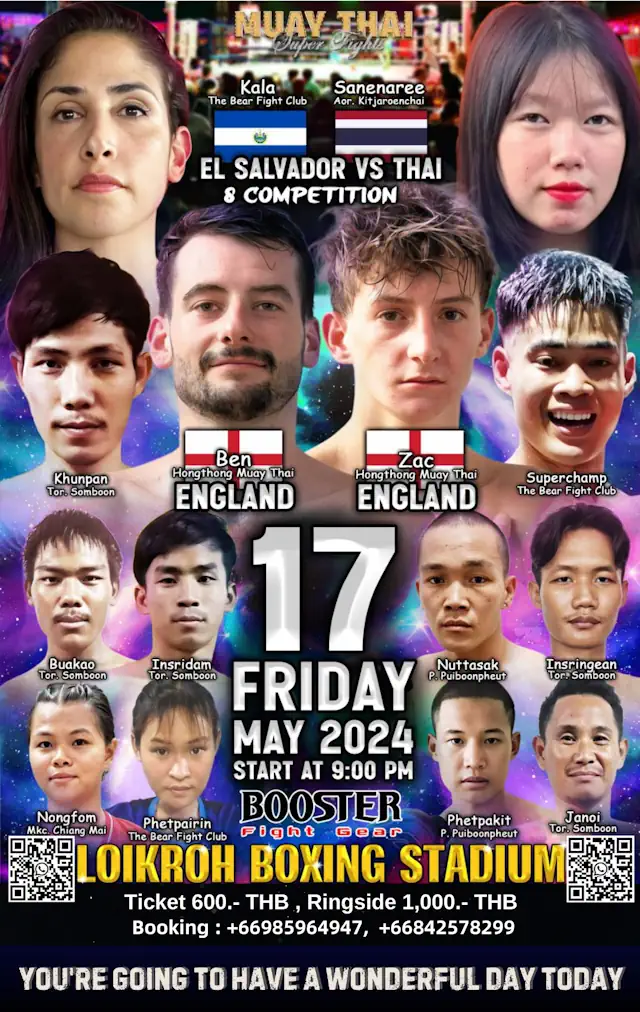 MUAY THAI
Super Fights
Kala
The Bear Fight Club
Sanenaree
Aor. Kitjaroenchai
EL SALVADOR VS THAI
8 COMPETITION
Khunpan
Tor. Somboon
Ben
Hongthong Muay Thai
ENGLAND
Zac
Hongthong Muay Thai
ENGLAND
Superchamp
The Bear Fight Club
Buakao
Tor. Somboon
Insridam
Tor. Somboon
17
FRIDAY
MAY 2024
START AT 9:00 PM
Nuttasak
P. Puiboonpheut
Insringean
Tor. Somboon
Nongfom
Mkc. Chiang Mai
Phetpairin
The Bear Fight Club
BOOSTER
Fight Gear
Phetpakit
P. Puiboonpheut
Janoi
Tor. Somboon
LOIKROH BOXING STADIUM
Ticket 600.- THB , Ringside 1,000.- THB
Booking : +66985964947, +66842578299
YOU'RE GOING TO HAVE A WONDERFUL DAY TODAY